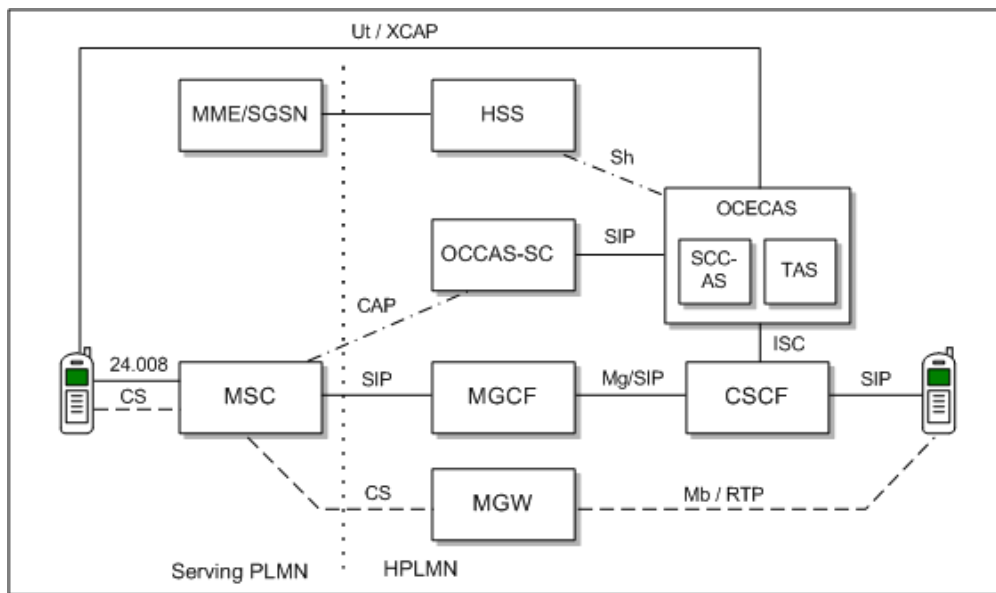 Ut / XCAP
MME/SGSN
HSS
Sh
OCECAS
SCC-
AS
TAS
OCCAS-SC
SIP
CAP
ISC
24.008
CS
MSC
SIP
MGCF
Mg/SIP
CSCF
SIP
CS
MGW
Mb / RTP
Serving PLMN
HPLMN